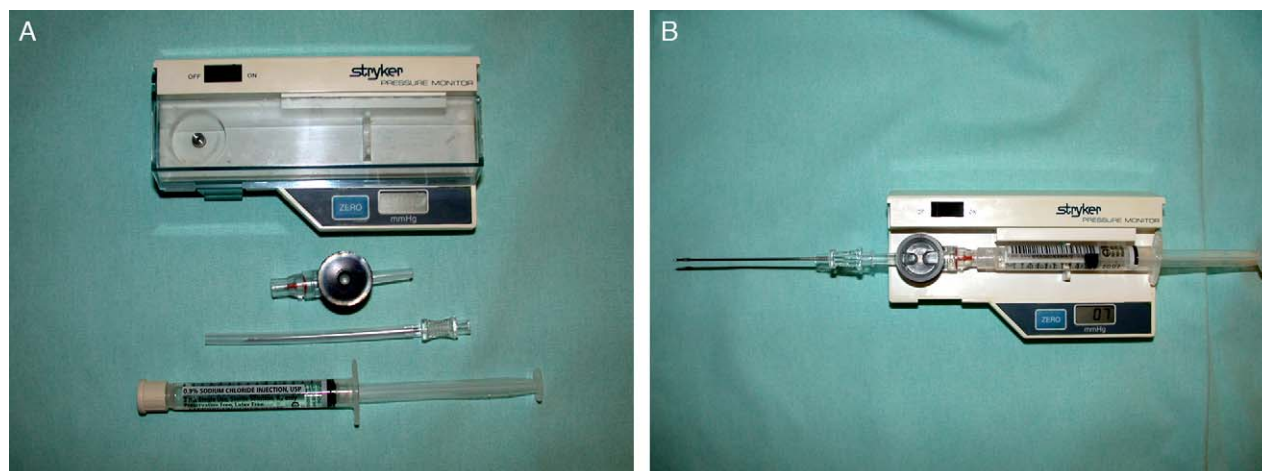 A
OFF
ON
stryker
PRESSURE MONITOR
ZERO
mmHg
0.9% SODIUM CHLORIDE INJECTION, USP
B
ON
stryker
PRESSURE MONITOR
ZERO
07
mmHg